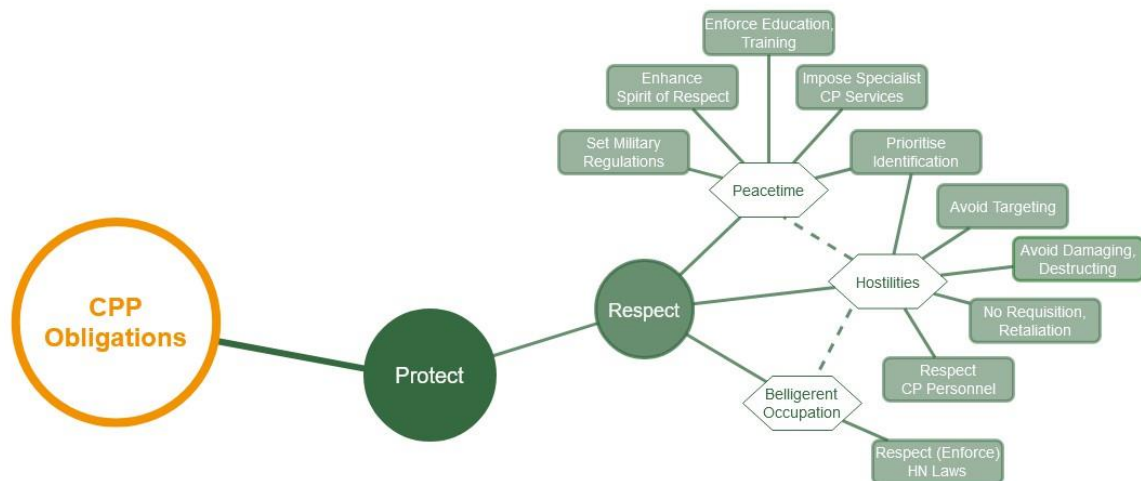 CPP
Obligations
Protect
Respect
Peacetime
Hostilities
Belligerent
Occupation
Set Military
Regulations
Enhance
Spirit of Respect
Enforce Education,
Training
Impose Specialist
CP Services
Prioritise
Identification
Avoid Targeting
Avoid Damaging,
Destructing
No Requisition,
Retaliation
Respect
CP Personnel
Respect (Enforce)
HN Laws